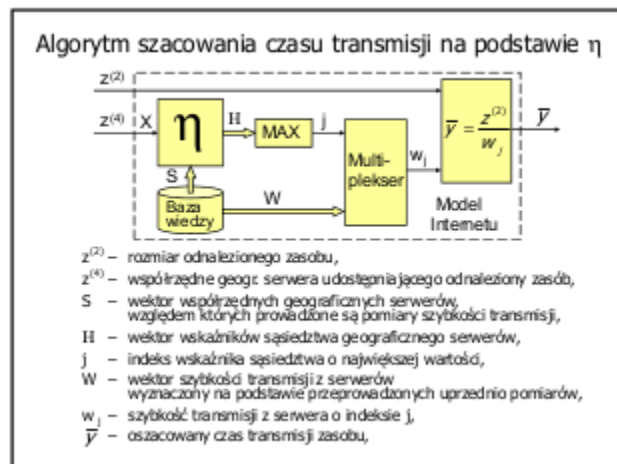 Algorytm szacowania czasu transmisji na podstawie η
z⁽²⁾
z⁽⁴⁾ X η H MAX j Multi-
plekser
w_j
ȳ = z⁽²⁾ / w_j
ȳ
S
Baza
wiedzy
W
Model
Internetu
z⁽²⁾ – rozmiar odnalezionego zasobu,
z⁽⁴⁾ – współrzędne geogr. serwera udostępniającego odnaleziony zasób,
S – wektor współrzędnych geograficznych serwerów,
względem których prowadzone są pomiary szybkości transmisji,
H – wektor wskaźników sąsiedztwa geograficznego serwerów,
j – indeks wskaźnika sąsiedztwa o największej wartości,
W – wektor szybkości transmisji z serwerów
wyznaczony na podstawie przeprowadzonych uprzednio pomiarów,
w_j – szybkość transmisji z serwera o indeksie j,
ȳ – oszacowany czas transmisji zasobu,